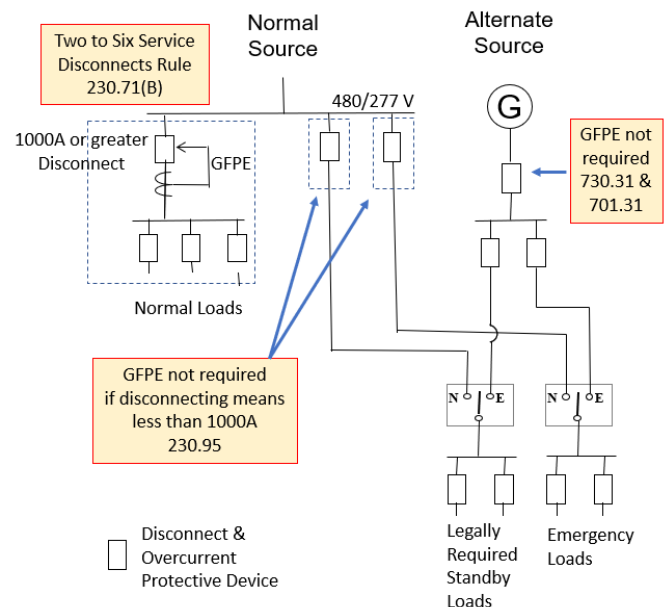 Two to Six Service
Disconnects Rule
230.71(B)
Normal
Source
Alternate
Source
480/277 V
G
1000A or greater
Disconnect
GFPE
GFPE not
required
730.31 &
701.31
Normal Loads
GFPE not required
if disconnecting means
less than 1000A
230.95
N
E
N
E
Disconnect &
Overcurrent
Protective Device
Legally
Required
Standby
Loads
Emergency
Loads